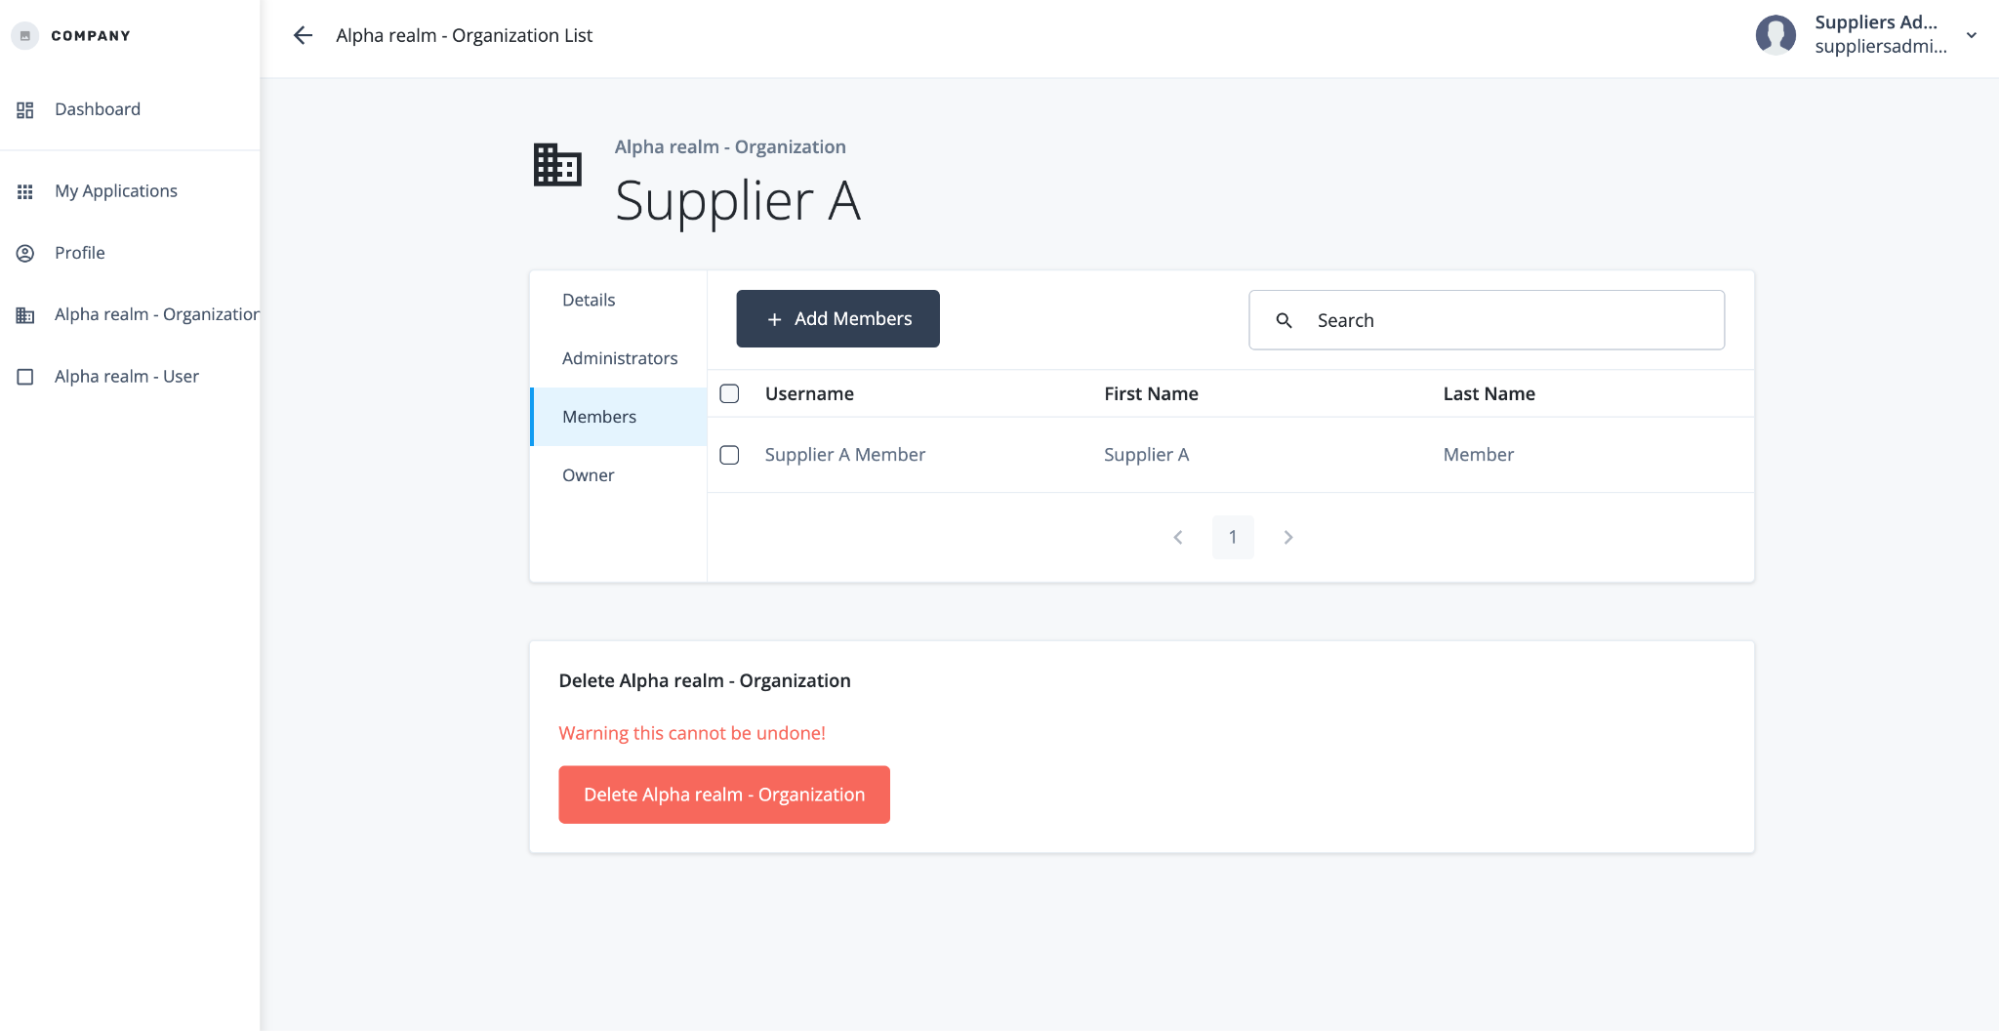 COMPANY
Alpha realm - Organization List
Suppliers Ad...
suppliersadmi...
Dashboard
My Applications
Profile
Alpha realm - Organization
Alpha realm - User
Alpha realm - Organization
Supplier A
Details
Administrators
Members
Owner
+ Add Members
Search
Username First Name Last Name
Supplier A Member Supplier A Member
1
Delete Alpha realm - Organization
Warning this cannot be undone!
Delete Alpha realm - Organization